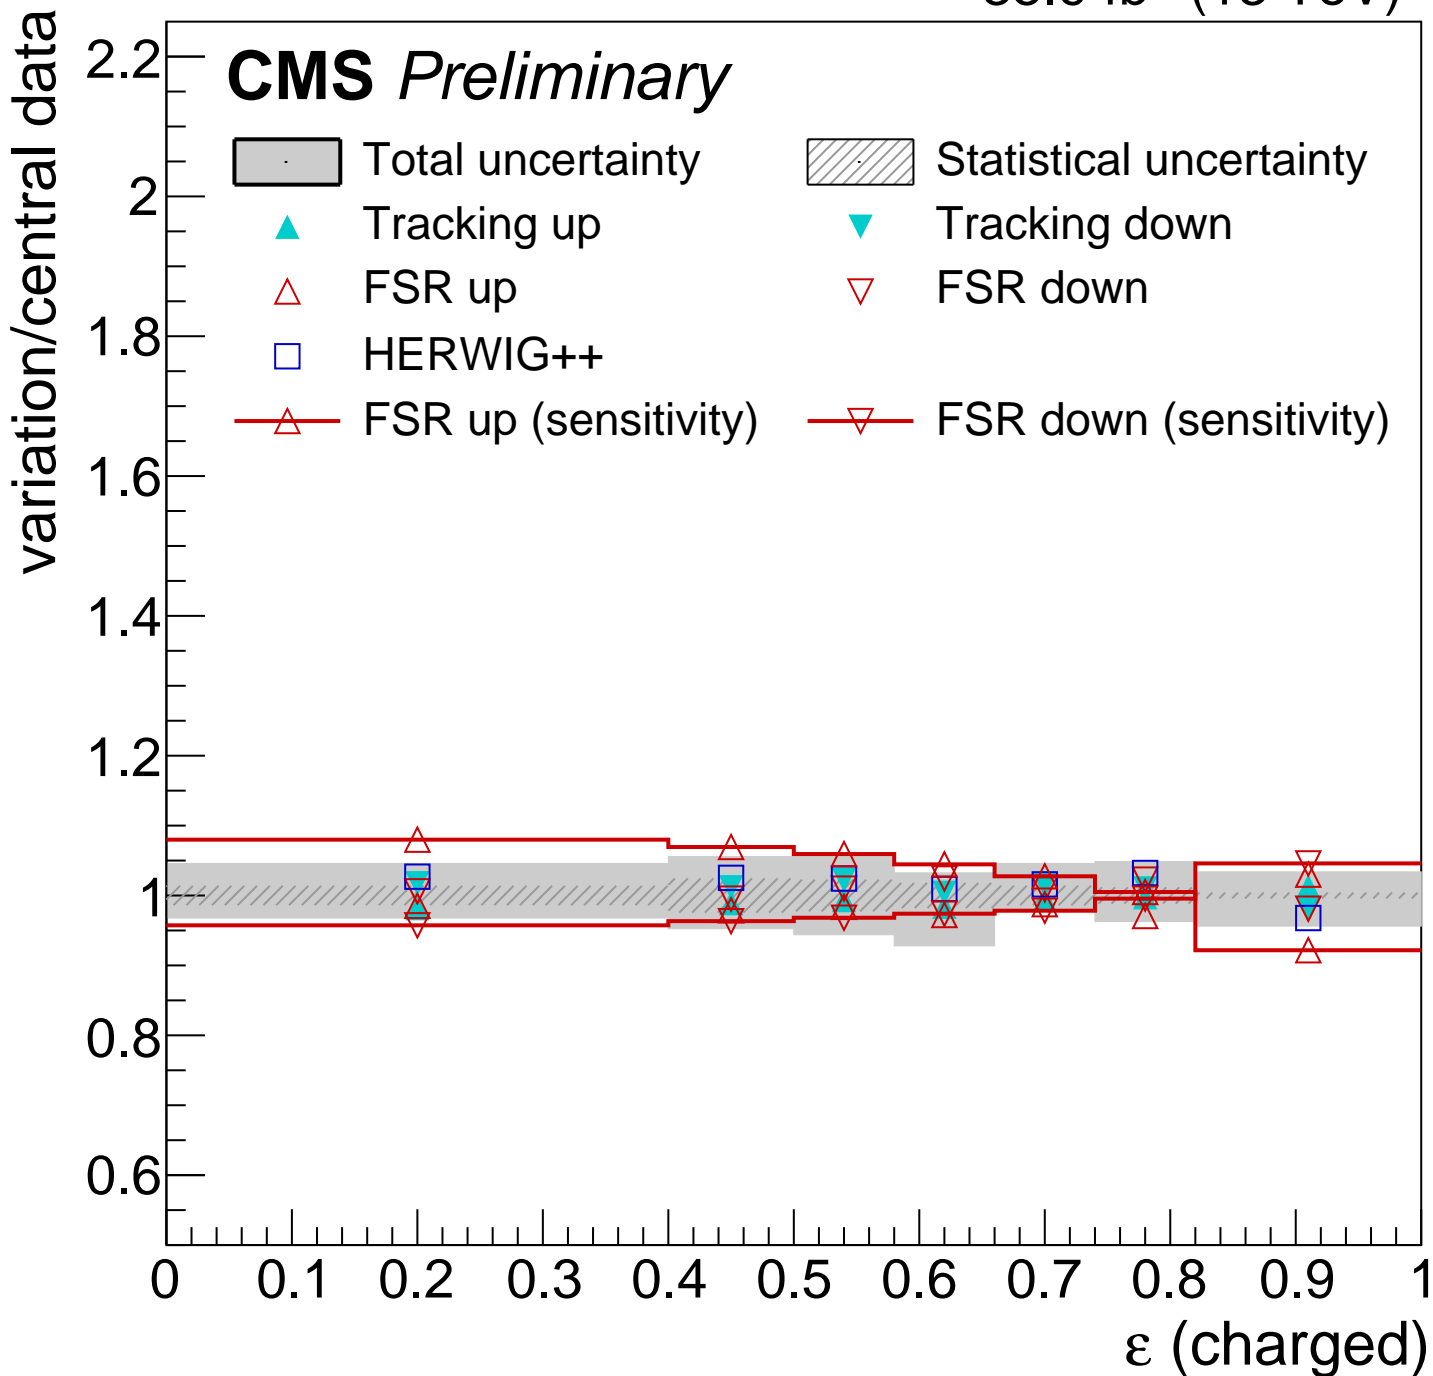 CMS Preliminary
Total uncertainty
Statistical uncertainty
Tracking up
Tracking down
FSR up
FSR down
HERWIG++
FSR up (sensitivity)
FSR down (sensitivity)
variation/central data
2.2
2
1.8
1.6
1.4
1.2
1
0.8
0.6
0 0.1 0.2 0.3 0.4 0.5 0.6 0.7 0.8 0.9 1
ε (charged)